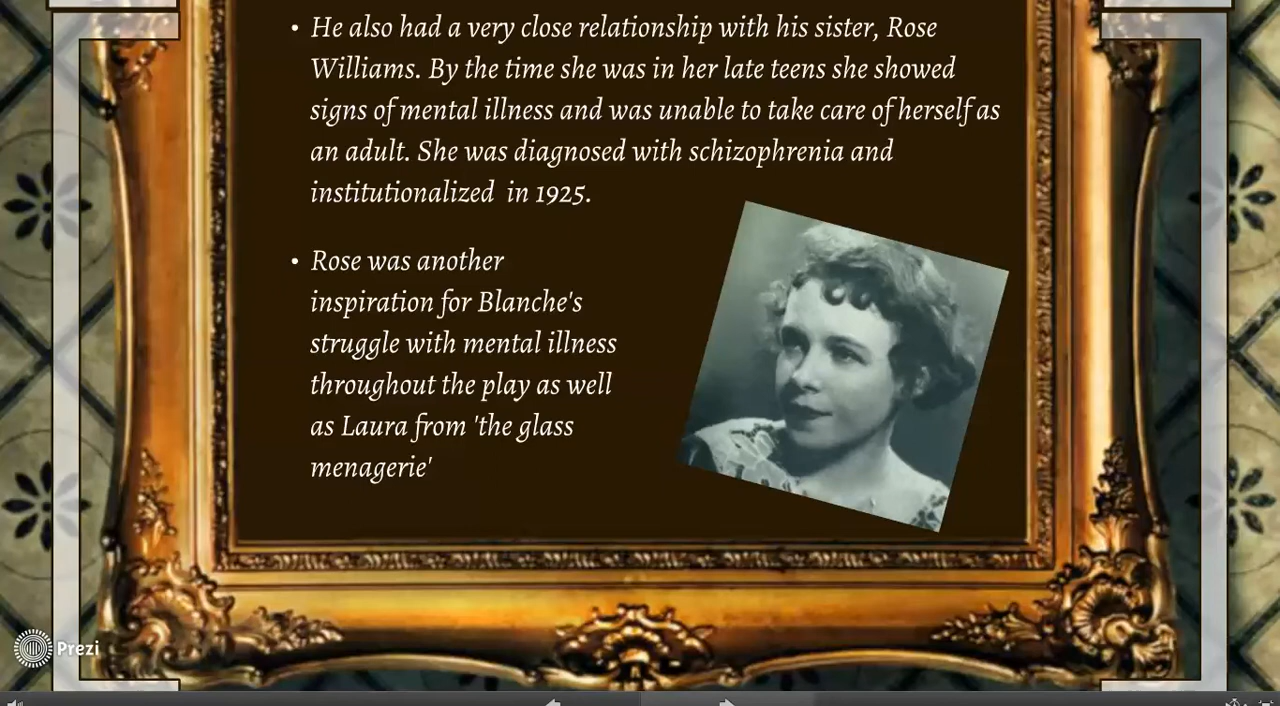 • He also had a very close relationship with his sister, Rose
Williams. By the time she was in her late teens she showed
signs of mental illness and was unable to take care of herself as
an adult. She was diagnosed with schizophrenia and
institutionalized  in 1925.
• Rose was another
inspiration for Blanche's
struggle with mental illness
throughout the play as well
as Laura from 'the glass
menagerie'
Prezi